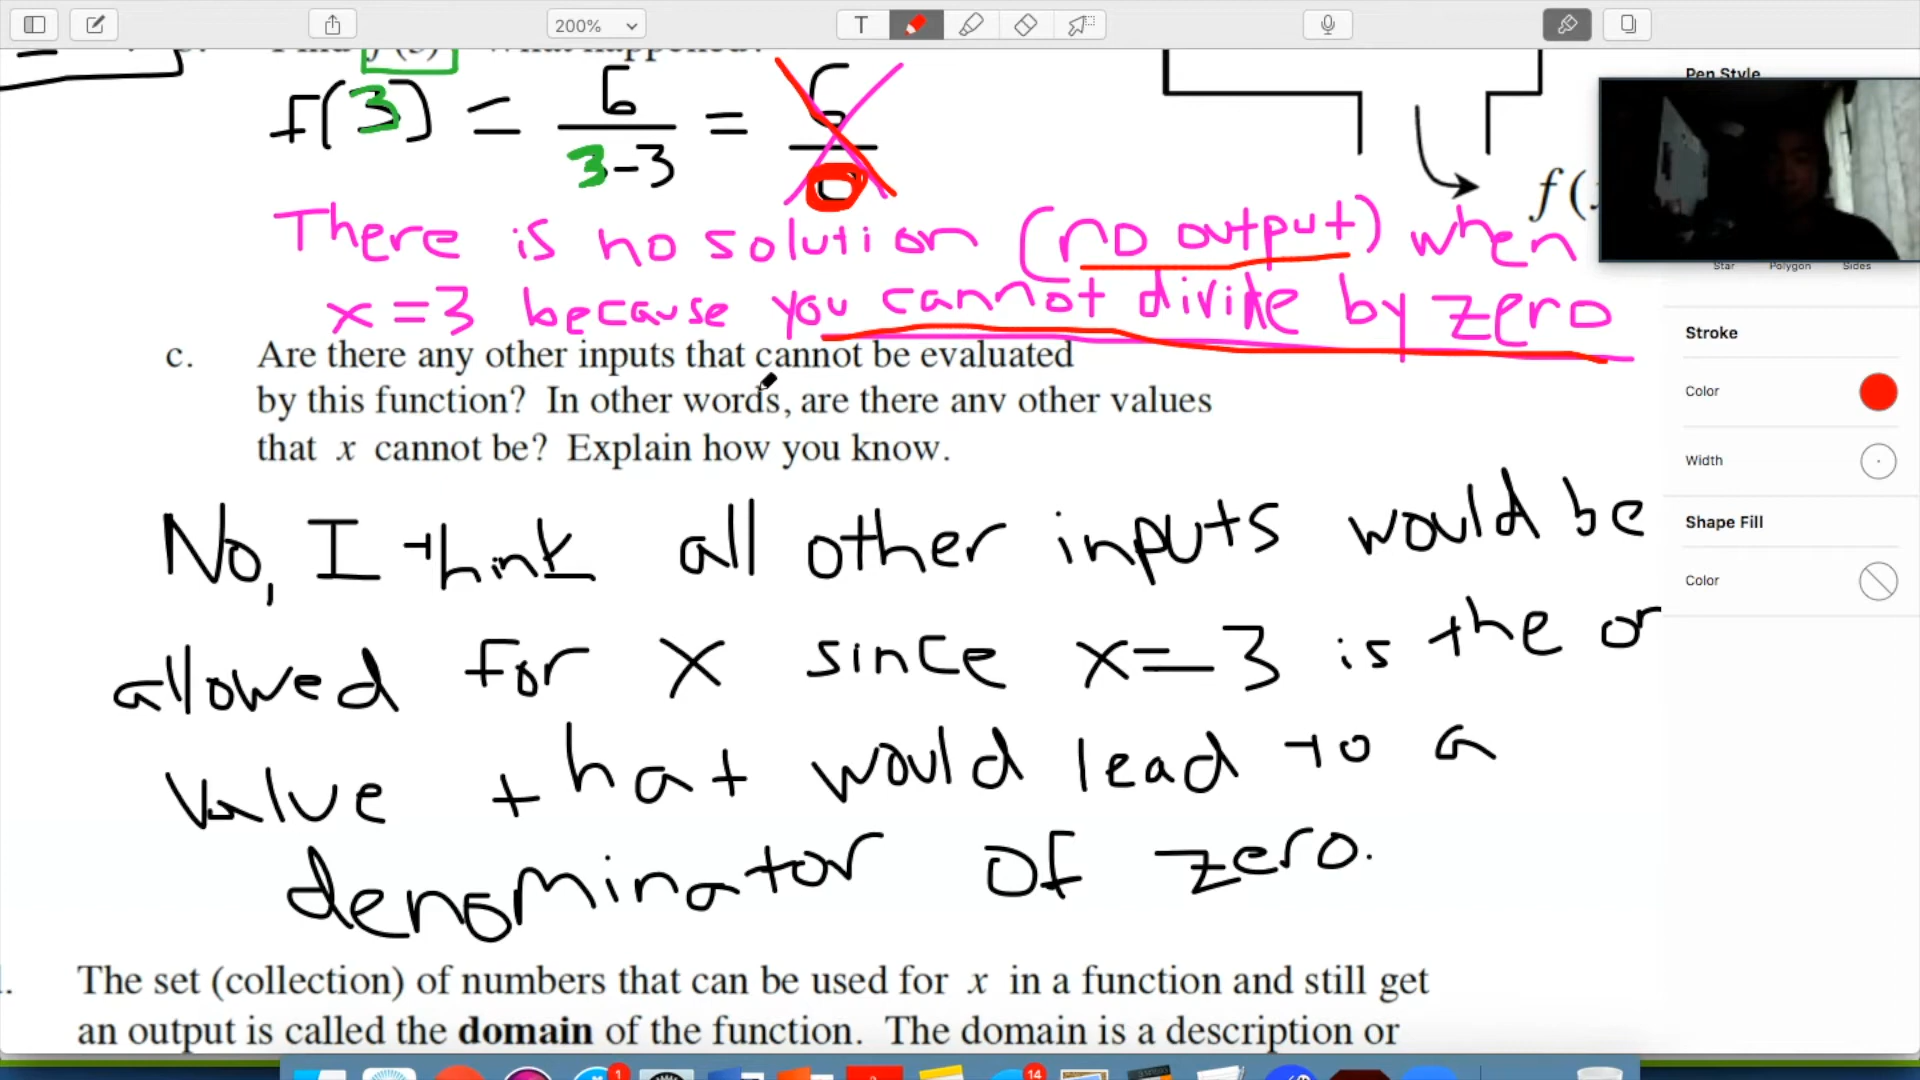 200%
T
Pen Style
f(3) = 6/3-3 = 6/0
f(
There is no solution (no output) when
x=3 because you cannot divide by zero
Star Polygon Sides
Stroke
Color
Width
Shape Fill
Color
c. Are there any other inputs that cannot be evaluated
by this function? In other words, are there any other values
that x cannot be? Explain how you know.
No, I think all other inputs would be
allowed for x since x=3 is the
value that would lead to a
denominator of zero.
The set (collection) of numbers that can be used for x in a function and still get
an output is called the domain of the function. The domain is a description or
1
14